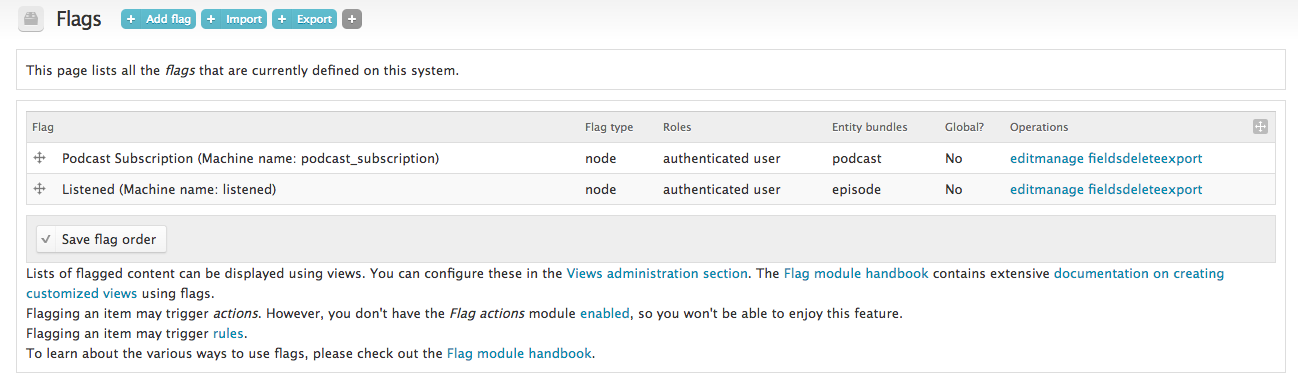 Flags + Add flag + Import + Export +
This page lists all the flags that are currently defined on this system.
Flag Flag type Roles Entity bundles Global? Operations
Podcast Subscription (Machine name: podcast_subscription) node authenticated user podcast No editmanage fieldsdeleteexport
Listened (Machine name: listened) node authenticated user episode No editmanage fieldsdeleteexport
Save flag order
Lists of flagged content can be displayed using views. You can configure these in the Views administration section. The Flag module handbook contains extensive documentation on creating
customized views using flags.
Flagging an item may trigger actions. However, you don't have the Flag actions module enabled, so you won't be able to enjoy this feature.
Flagging an item may trigger rules.
To learn about the various ways to use flags, please check out the Flag module handbook.